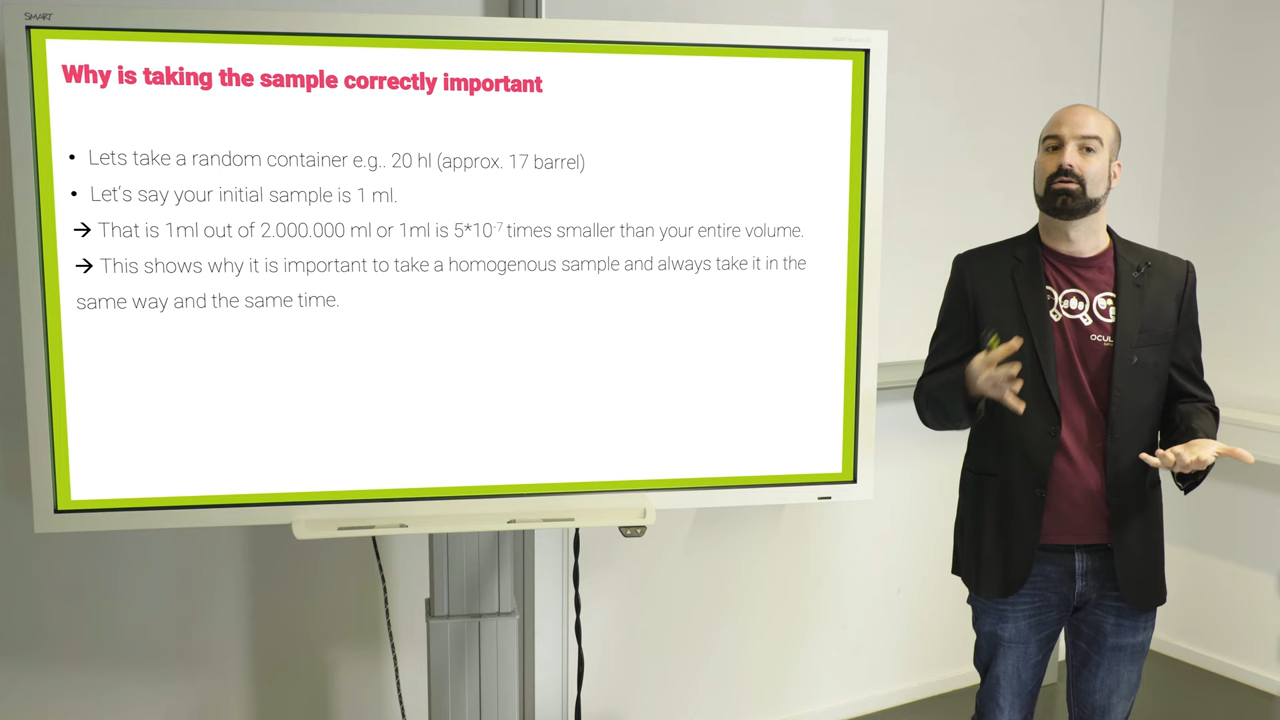 SMART
Why is taking the sample correctly important
• Lets take a random container e.g.. 20 hl (approx. 17 barrel)
• Let's say your initial sample is 1 ml.
→ That is 1ml out of 2.000.000 ml or 1ml is 5*10⁻⁷ times smaller than your entire volume.
→ This shows why it is important to take a homogenous sample and always take it in the
same way and the same time.
OCUL